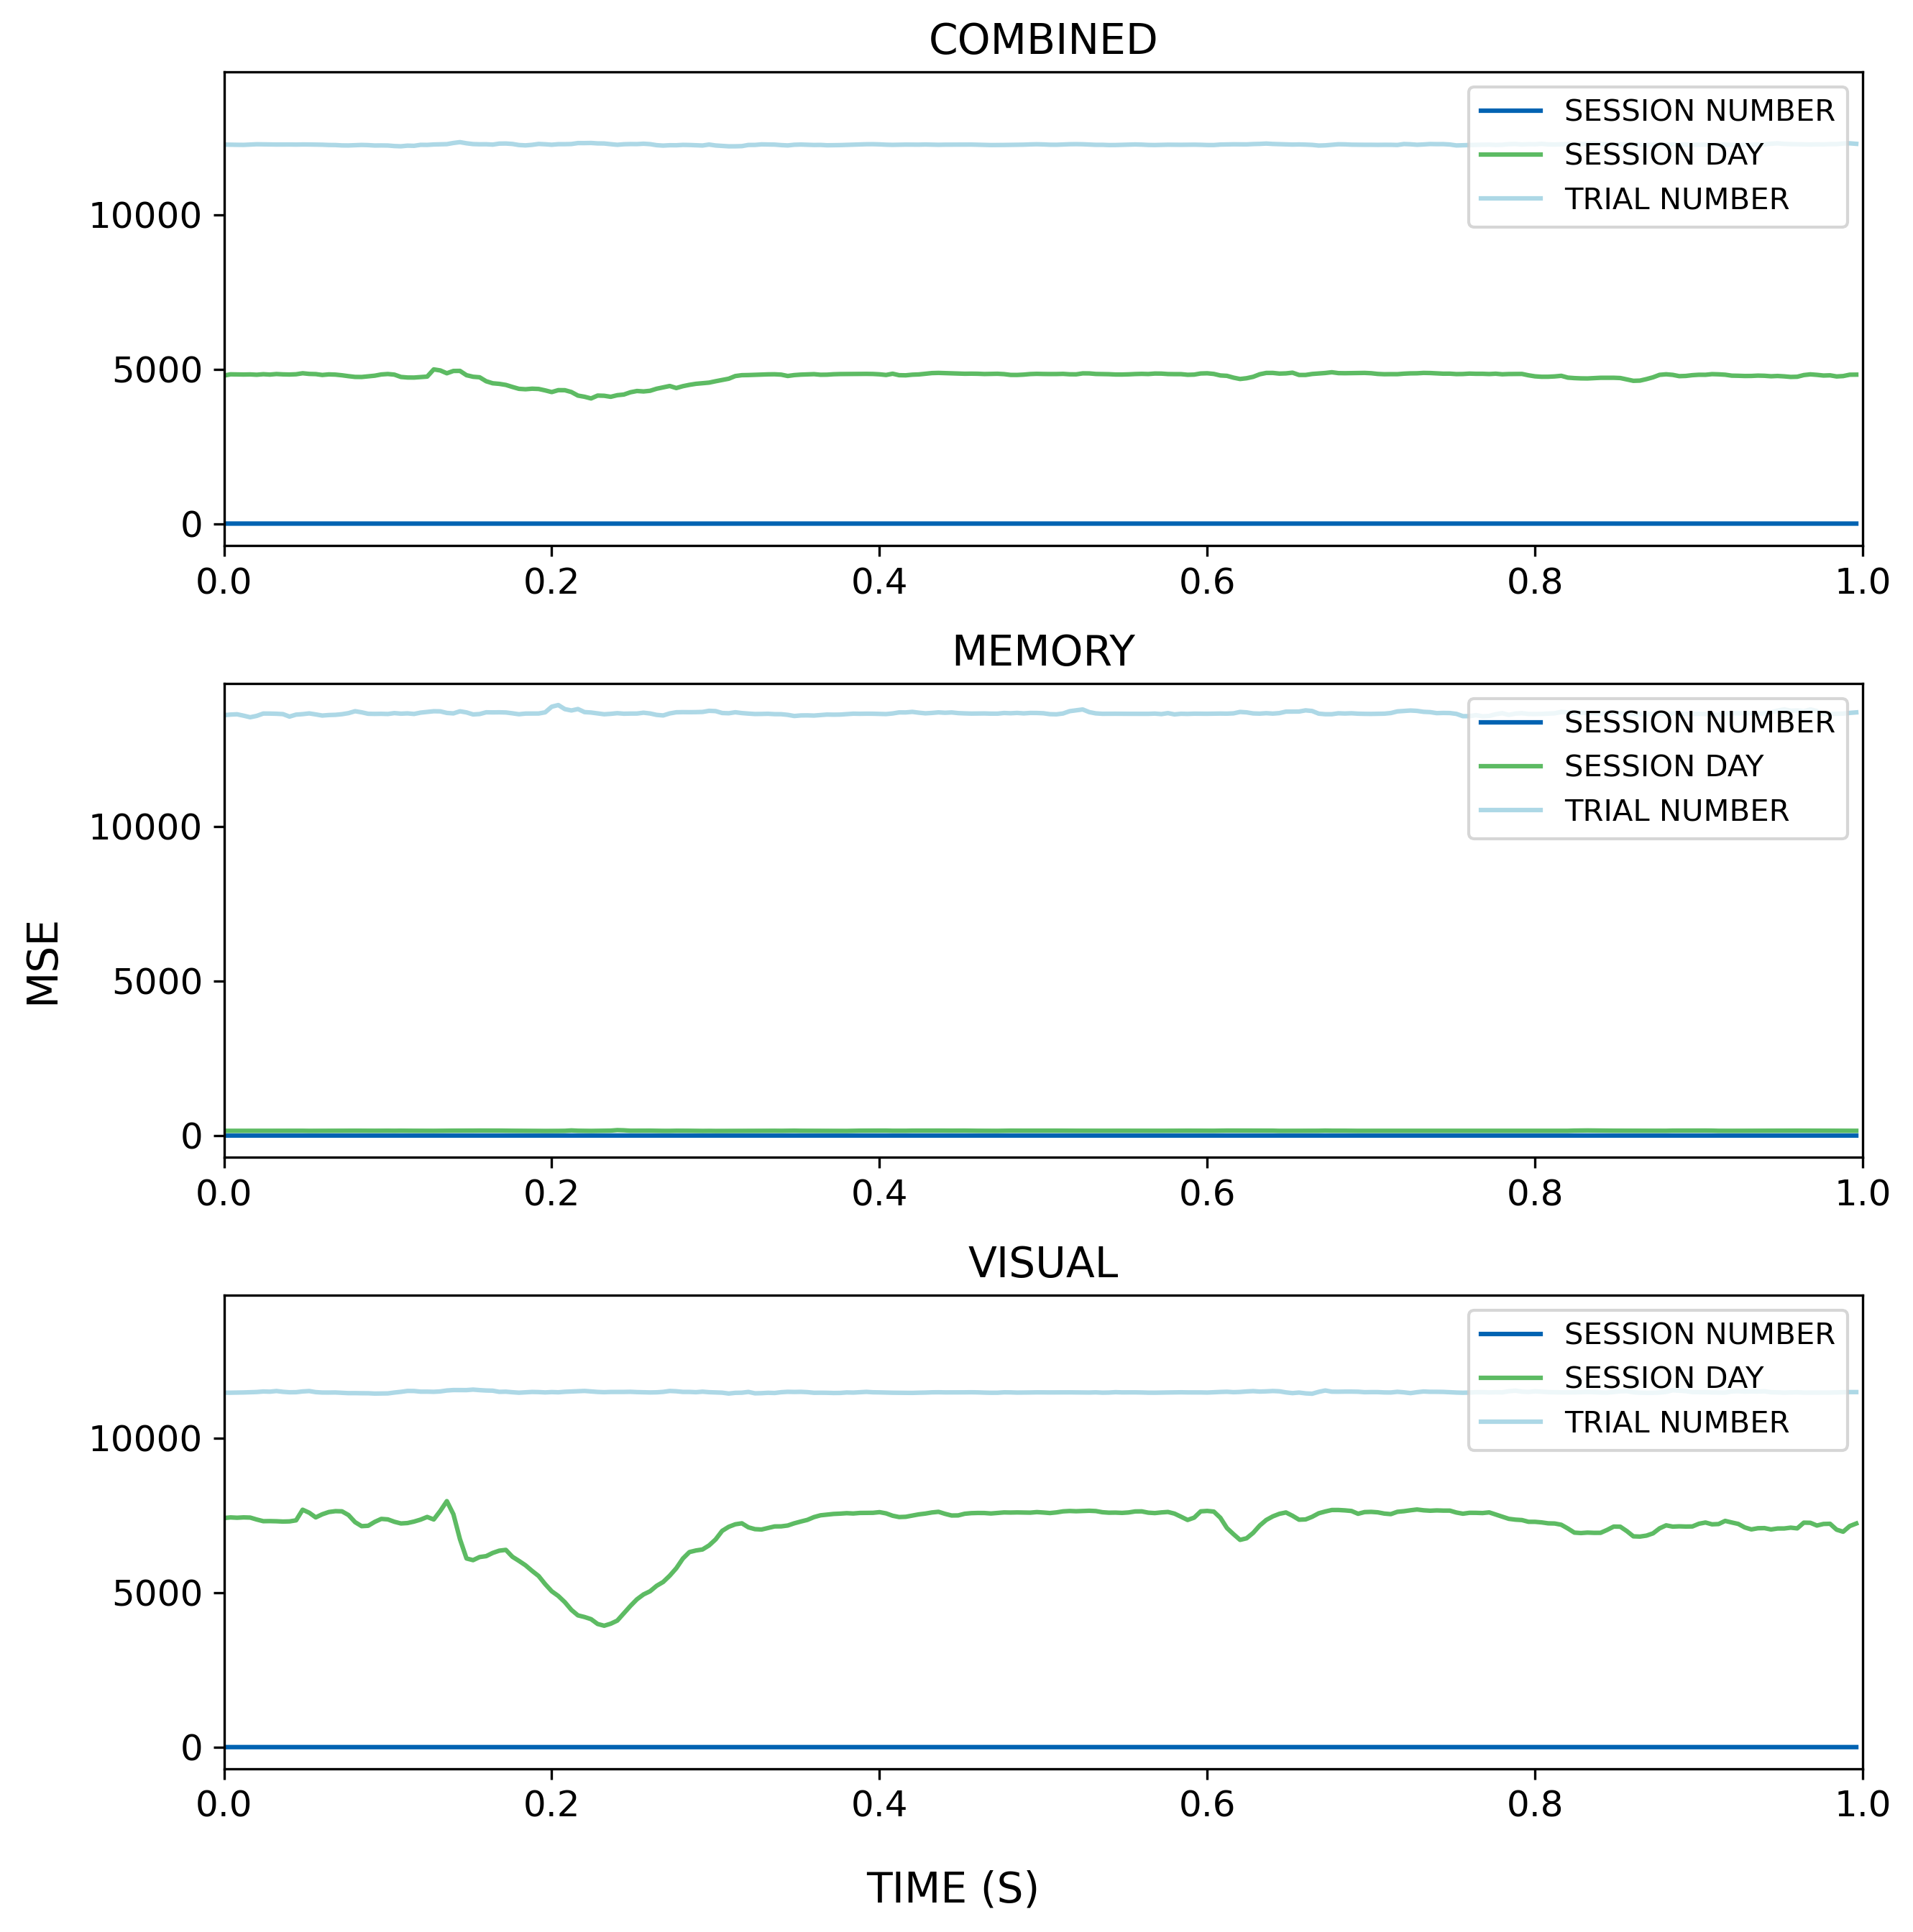 COMBINED
SESSION NUMBER
SESSION DAY
TRIAL NUMBER
10000
5000
0
0.0 0.2 0.4 0.6 0.8 1.0
MEMORY
SESSION NUMBER
SESSION DAY
TRIAL NUMBER
10000
5000
0
0.0 0.2 0.4 0.6 0.8 1.0
MSE
VISUAL
SESSION NUMBER
SESSION DAY
TRIAL NUMBER
10000
5000
0
0.0 0.2 0.4 0.6 0.8 1.0
TIME (S)